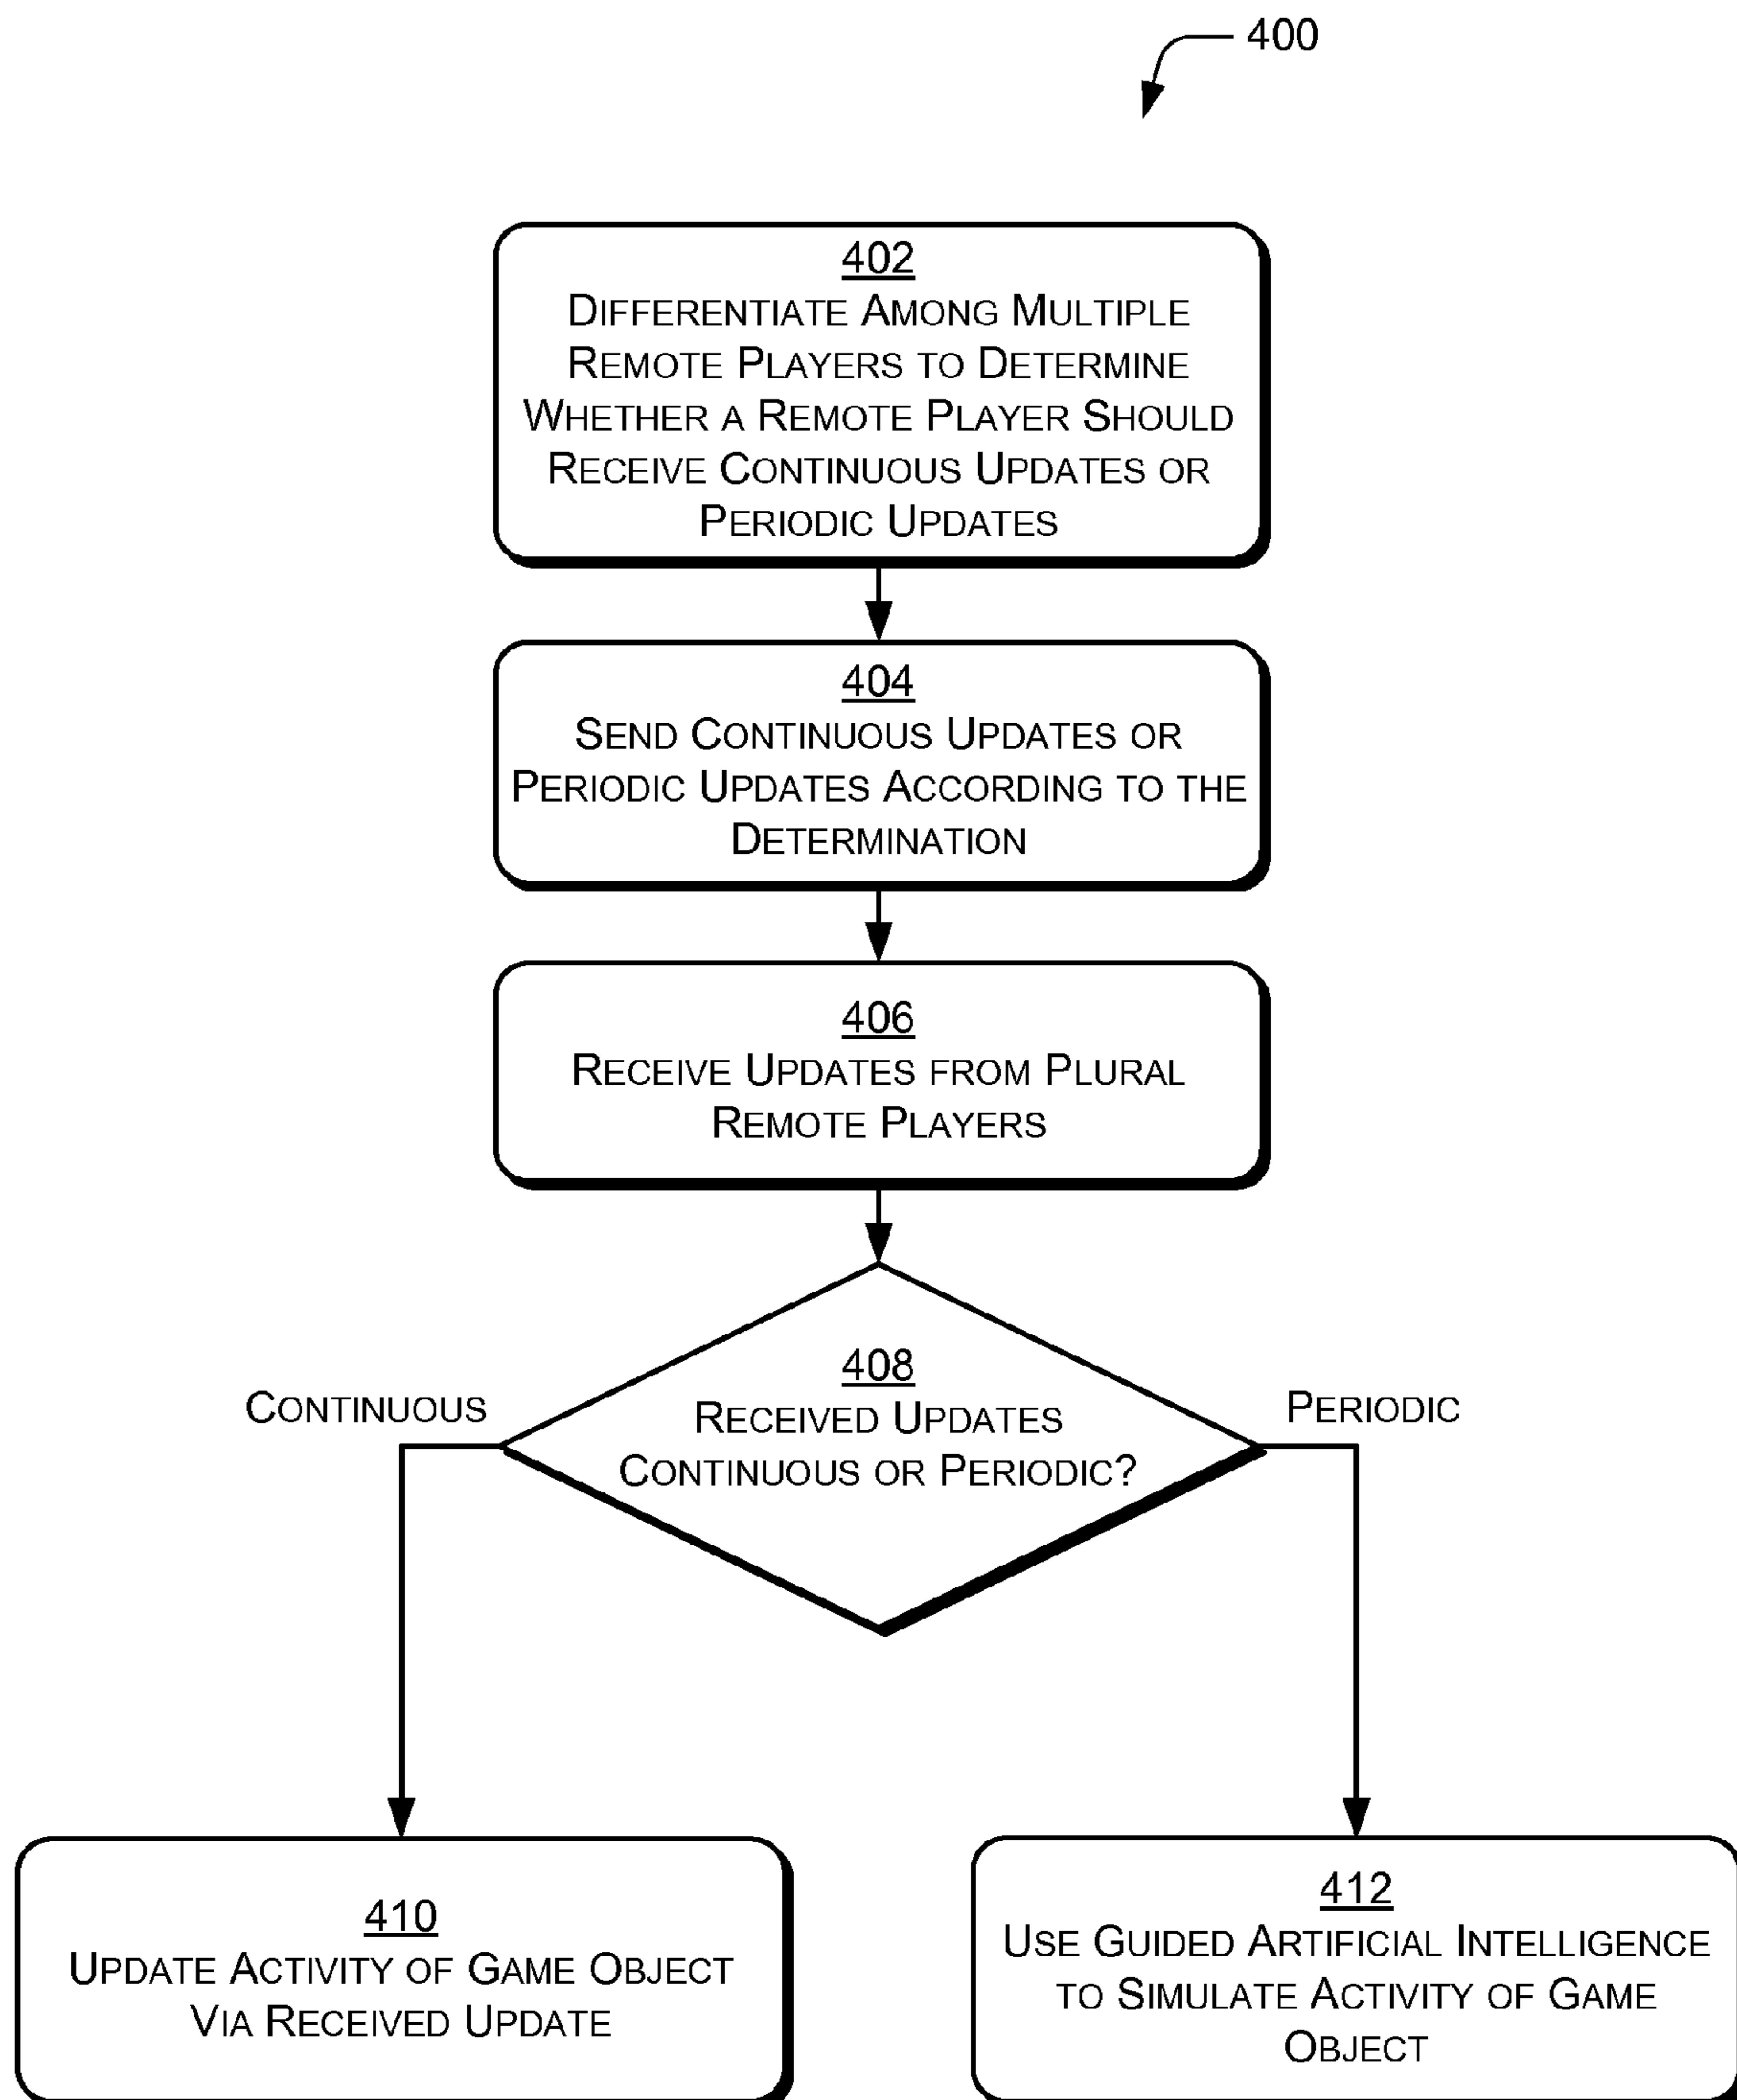 400
402
DIFFERENTIATE AMONG MULTIPLE
REMOTE PLAYERS TO DETERMINE
WHETHER A REMOTE PLAYER SHOULD
RECEIVE CONTINUOUS UPDATES OR
PERIODIC UPDATES
404
SEND CONTINUOUS UPDATES OR
PERIODIC UPDATES ACCORDING TO THE
DETERMINATION
406
RECEIVE UPDATES FROM PLURAL
REMOTE PLAYERS
408
RECEIVED UPDATES
CONTINUOUS OR PERIODIC?
CONTINUOUS
PERIODIC
410
UPDATE ACTIVITY OF GAME OBJECT
VIA RECEIVED UPDATE
412
USE GUIDED ARTIFICIAL INTELLIGENCE
TO SIMULATE ACTIVITY OF GAME
OBJECT